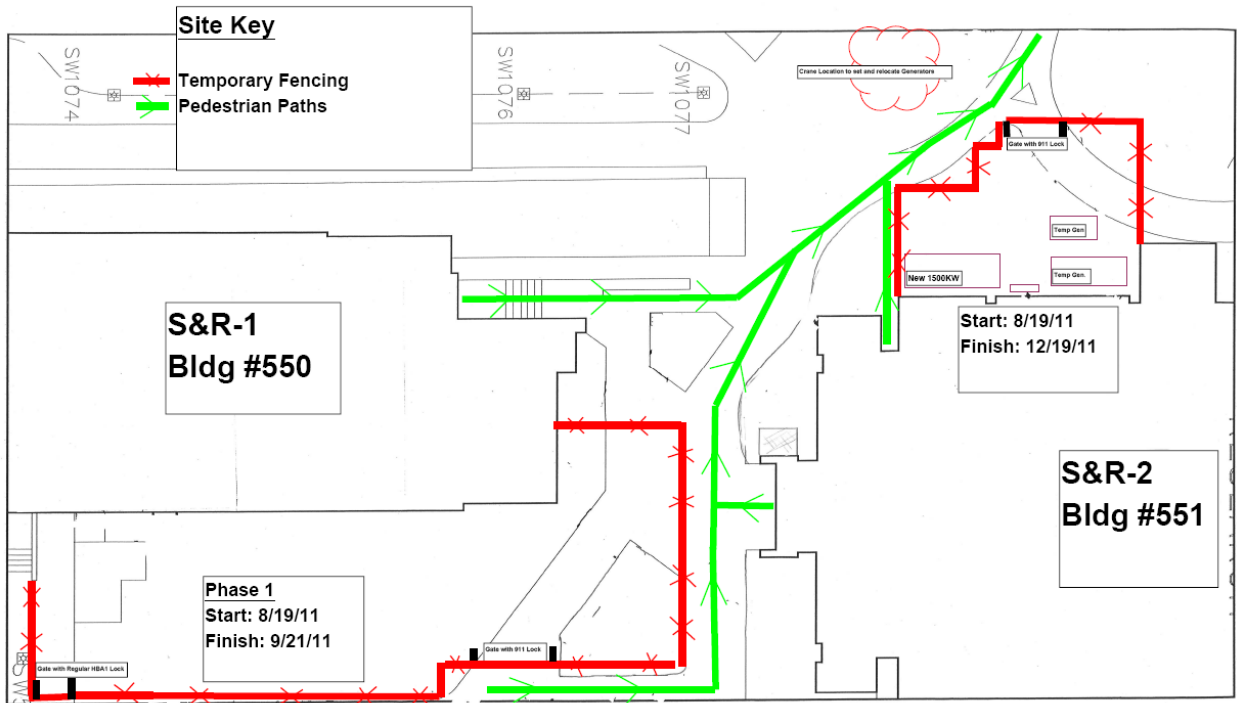 Site Key
Temporary Fencing
Pedestrian Paths
SW1074
SW1076
SW1077
Crane Location to set and relocate Generators
Gate with 911 Lock
Temp Gen
New 1500KW
Temp Gen.
S&R-1
Bldg #550
Start: 8/19/11
Finish: 12/19/11
S&R-2
Bldg #551
Phase 1
Start: 8/19/11
Finish: 9/21/11
Gate with 911 Lock
Gate with Regular HBA1 Lock